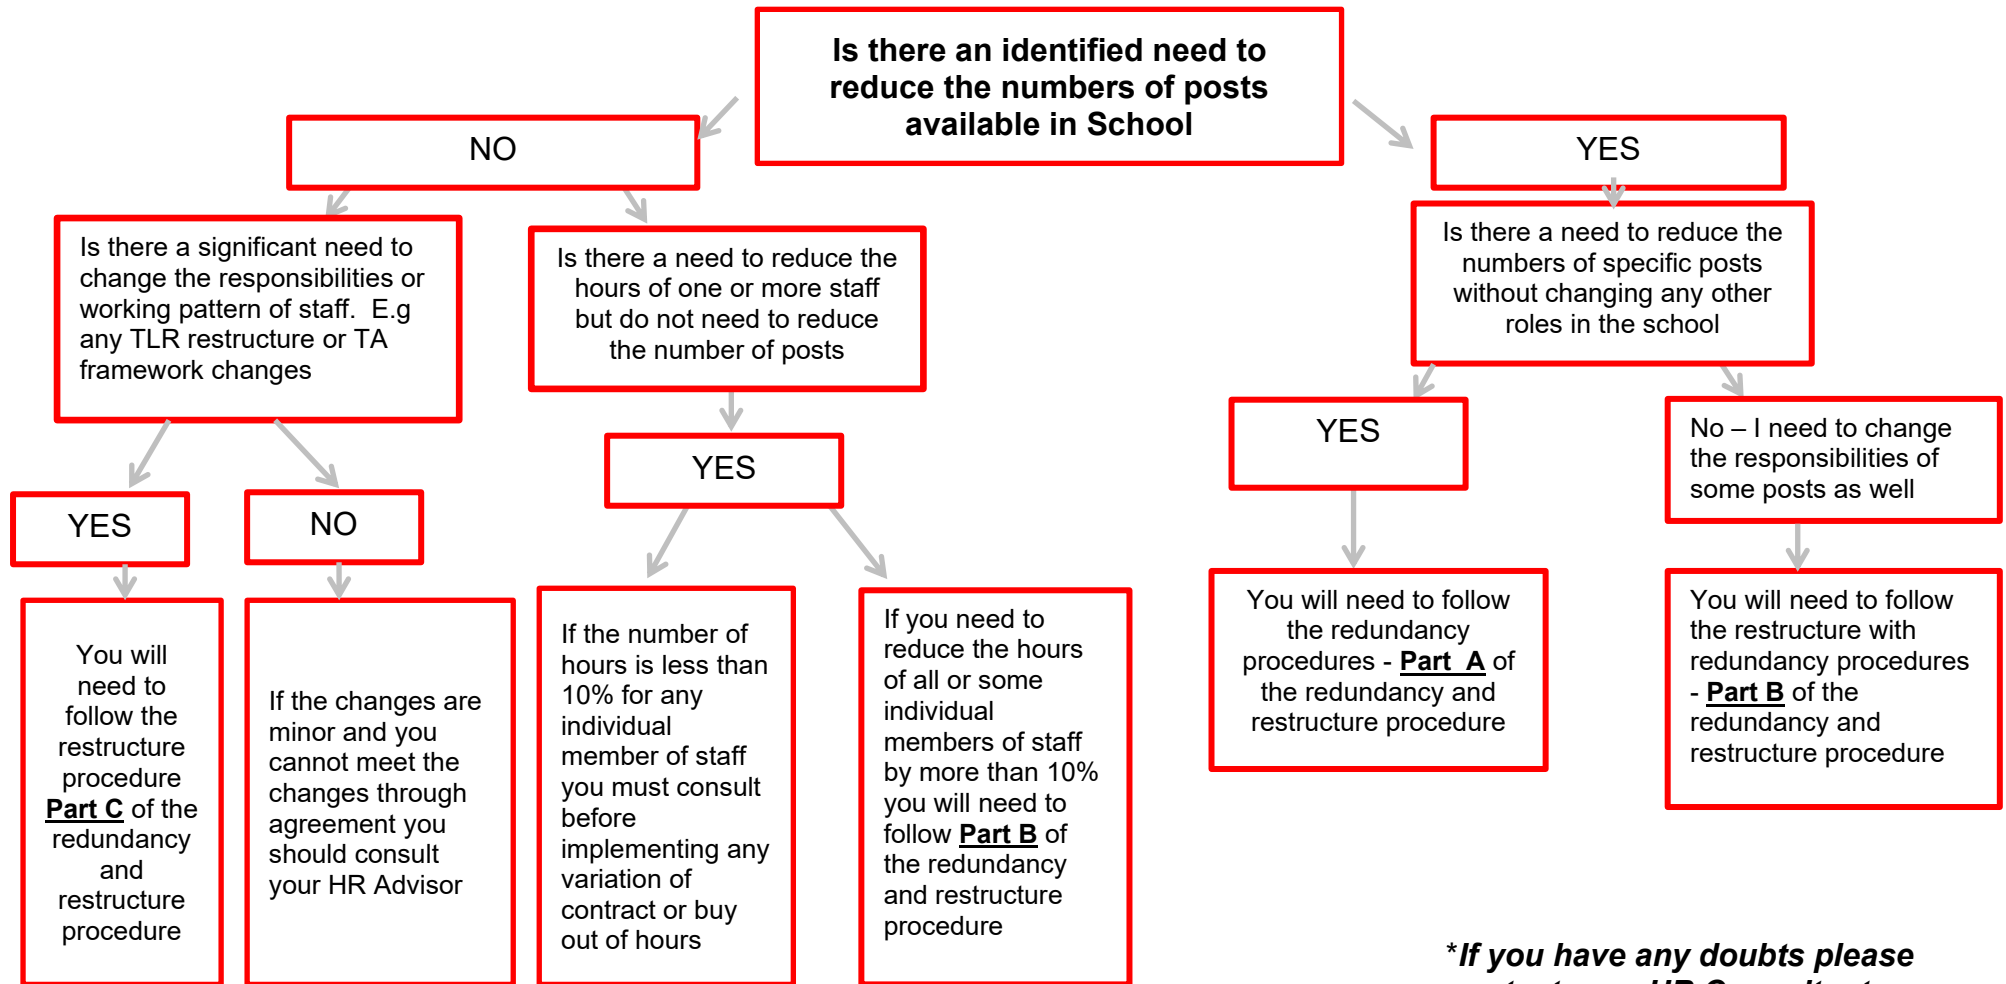 Is there an identified need to
reduce the numbers of posts
available in School
NO
YES
Is there a significant need to
change the responsibilities or
working pattern of staff.  E.g
any TLR restructure or TA
framework changes
Is there a need to reduce the
hours of one or more staff
but do not need to reduce
the number of posts
Is there a need to reduce the
numbers of specific posts
without changing any other
roles in the school
YES
NO
YES
YES
No – I need to change
the responsibilities of
some posts as well
You will
need to
follow the
restructure
procedure
Part C of the
redundancy
and
restructure
procedure
If the changes are
minor and you
cannot meet the
changes through
agreement you
should consult
your HR Advisor
If the number of
hours is less than
10% for any
individual
member of staff
you must consult
before
implementing any
variation of
contract or buy
out of hours
If you need to
reduce the hours
of all or some
individual
members of staff
by more than 10%
you will need to
follow Part B of
the redundancy
and restructure
procedure
You will need to follow
the redundancy
procedures - Part  A of
the redundancy and
restructure procedure
You will need to follow
the restructure with
redundancy procedures
- Part B of the
redundancy and
restructure procedure
*If you have any doubts please
HR